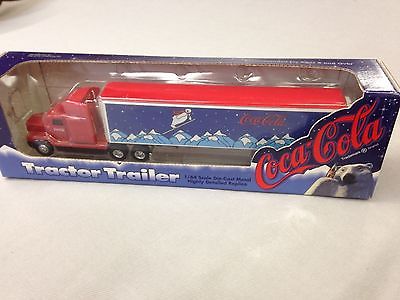 Coca-Cola
Coca-Cola
Tractor Trailer
1/64 Scale Die-Cast Metal
Highly Detailed Replica